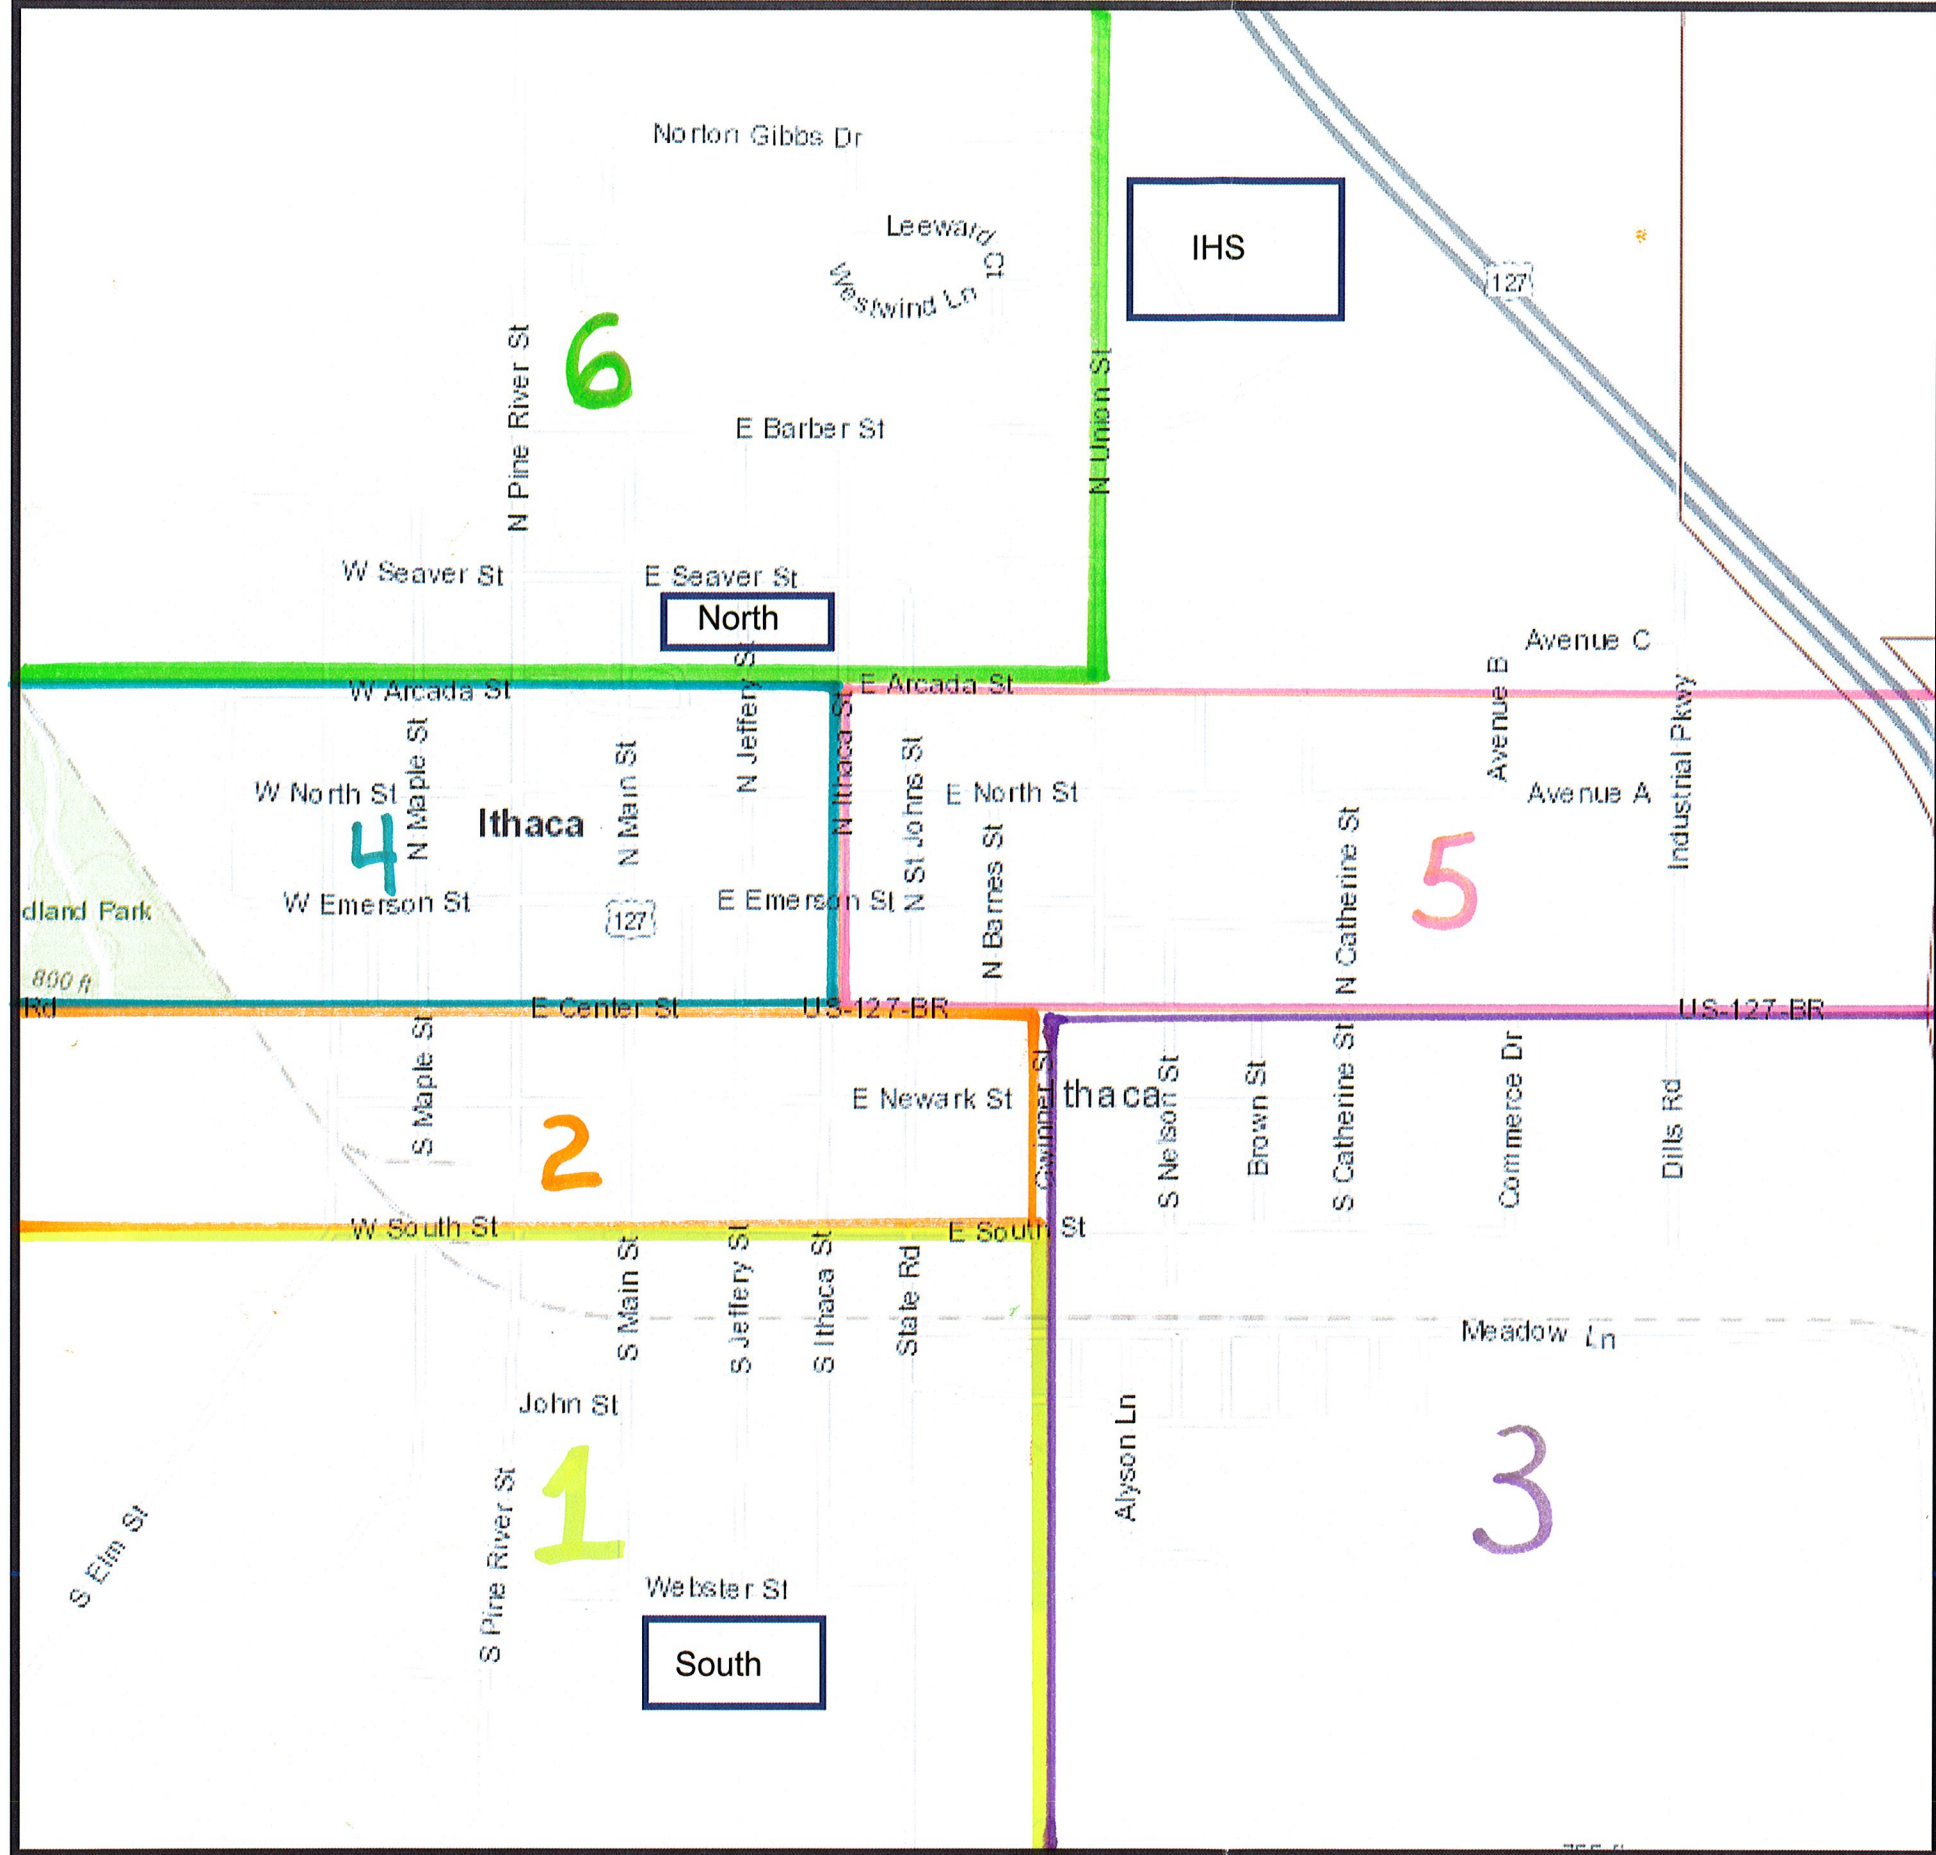 Norton Gibbs Dr
Leeward Ct
IHS
Westwind Ln
127
N Pine River St
6
E Barber St
N Union St
W Seaver St
E Seaver St
North
Avenue C
W Arcada St
E Arcada St
N Maple St
N Main St
N Jeffery St
N Ithaca St
N St Johns St
Avenue B
Industrial Pkwy
W North St
E North St
Avenue A
Ithaca
4
N Barnes St
N Catherine St
5
W Emerson St
127
E Emerson St
dland Park
800 ft
Rd
E Center St
US-127-BR
US-127-BR
S Maple St
E Newark St
Gwinner St
Ithaca
S Nelson St
Brown St
S Catherine St
Commerce Dr
Dills Rd
2
W South St
E South St
S Main St
S Jeffery St
S Ithaca St
State Rd
Meadow Ln
John St
Alyson Ln
S Elm St
S Pine River St
1
3
Webster St
South